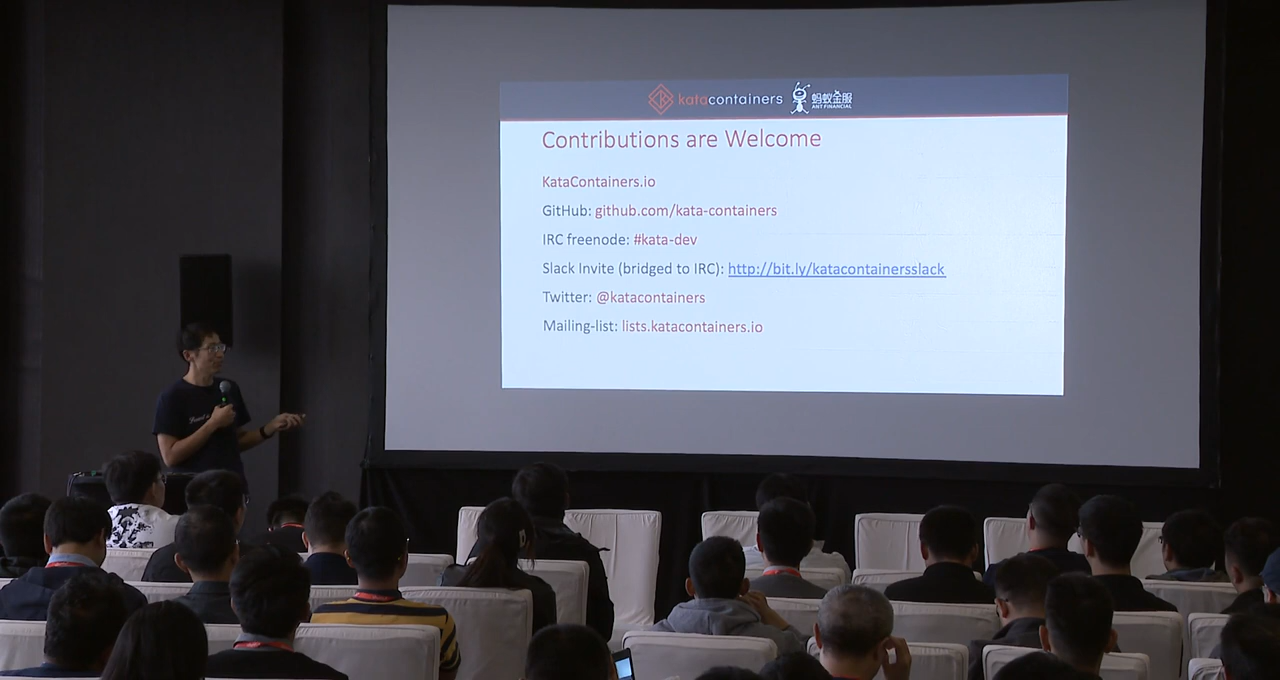 katacontainers 蚂蚁金服
ANT FINANCIAL
Contributions are Welcome
KataContainers.io
GitHub: github.com/kata-containers
IRC freenode: #kata-dev
Slack Invite (bridged to IRC): http://bit.ly/katacontainersslack
Twitter: @katacontainers
Mailing-list: lists.katacontainers.io